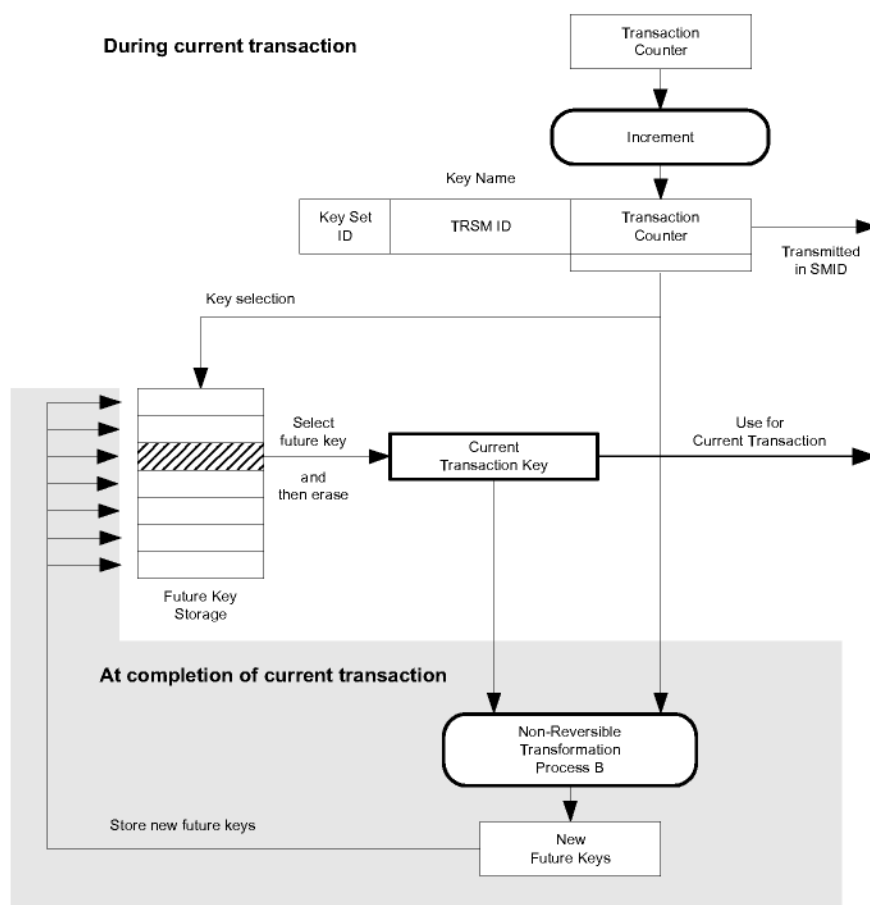 During current transaction
Transaction
Counter
Increment
Key Name
Key Set
ID
TRSM ID
Transaction
Counter
Transmitted
in SMID
Key selection
Select
future key
and
then erase
Current
Transaction Key
Use for
Current Transaction
Future Key
Storage
At completion of current transaction
Non-Reversible
Transformation
Process B
Store new future keys
New
Future Keys